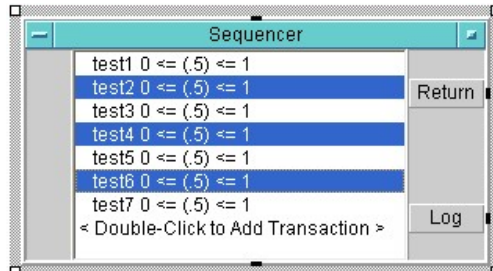 Sequencer
test1 0 <= (.5) <= 1
test2 0 <= (.5) <= 1
test3 0 <= (.5) <= 1
test4 0 <= (.5) <= 1
test5 0 <= (.5) <= 1
test6 0 <= (.5) <= 1
test7 0 <= (.5) <= 1
< Double-Click to Add Transaction >
Return
Log